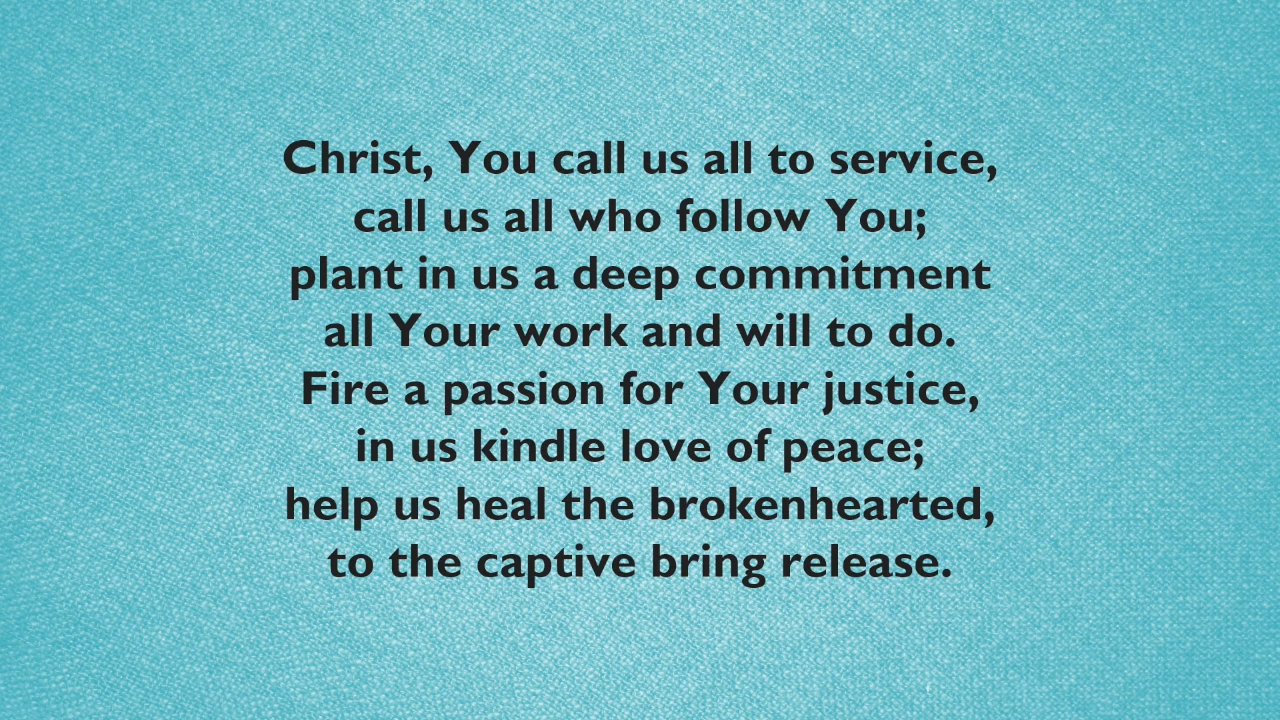 Christ, You call us all to service,
call us all who follow You;
plant in us a deep commitment
all Your work and will to do.
Fire a passion for Your justice,
in us kindle love of peace;
help us heal the brokenhearted,
to the captive bring release.